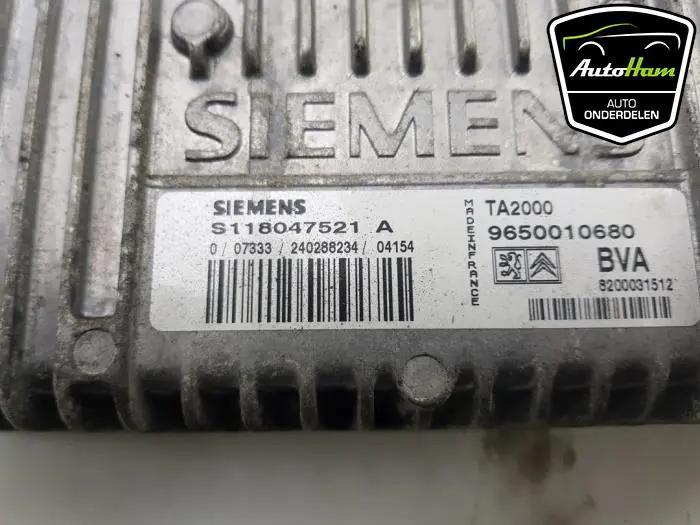 AutoHam
AUTO
ONDERDELEN
SIEMENS
SIEMENS
S118047521 A
0 / 07333 / 240288234 / 04154
MADE IN FRANCE
TA2000
9650010680
BVA
8200031512